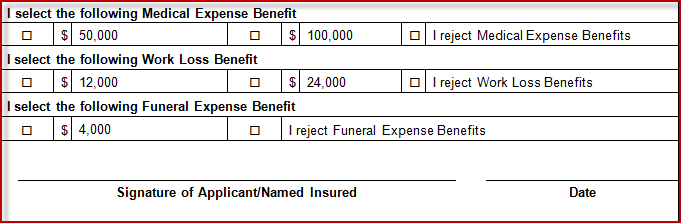 I select the following Medical Expense Benefit
☐ $ 50,000 ☐ $ 100,000 ☐ I reject Medical Expense Benefits
I select the following Work Loss Benefit
☐ $ 12,000 ☐ $ 24,000 ☐ I reject Work Loss Benefits
I select the following Funeral Expense Benefit
☐ $ 4,000 ☐ I reject Funeral Expense Benefits
Signature of Applicant/Named Insured Date